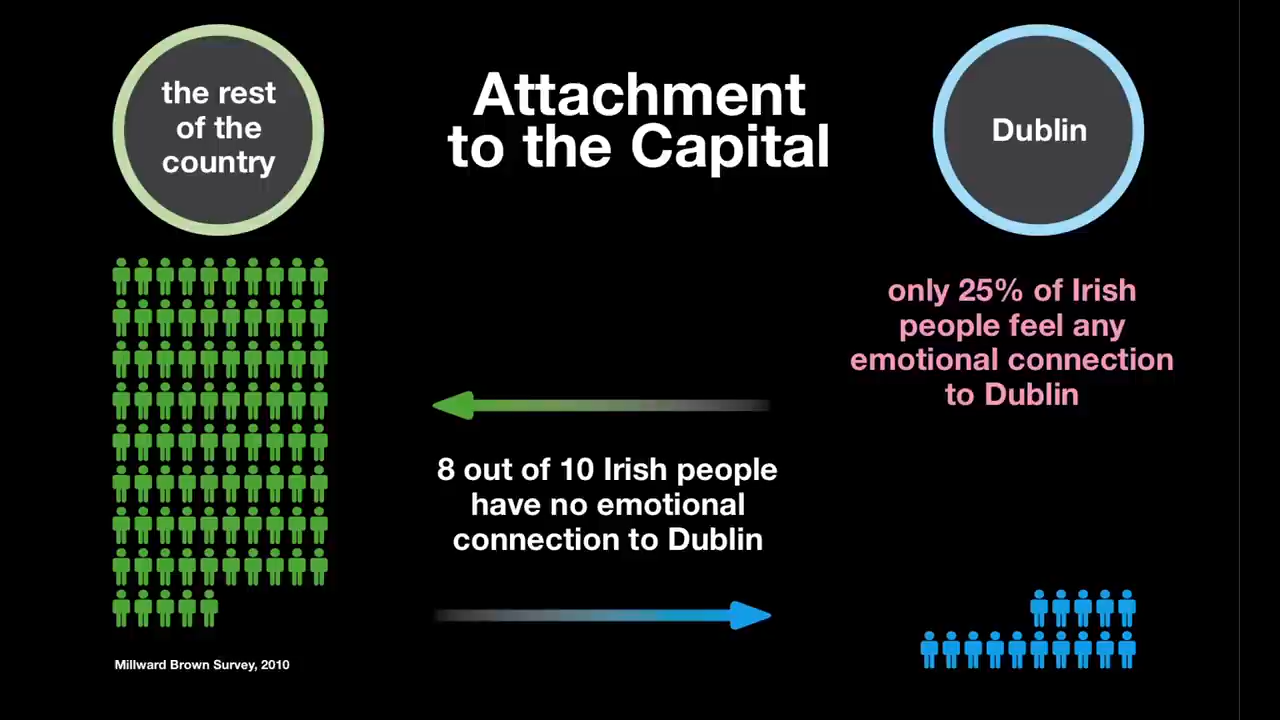 the rest
of the
country
Attachment
to the Capital
Dublin
only 25% of Irish
people feel any
emotional connection
to Dublin
8 out of 10 Irish people
have no emotional
connection to Dublin
Millward Brown Survey, 2010